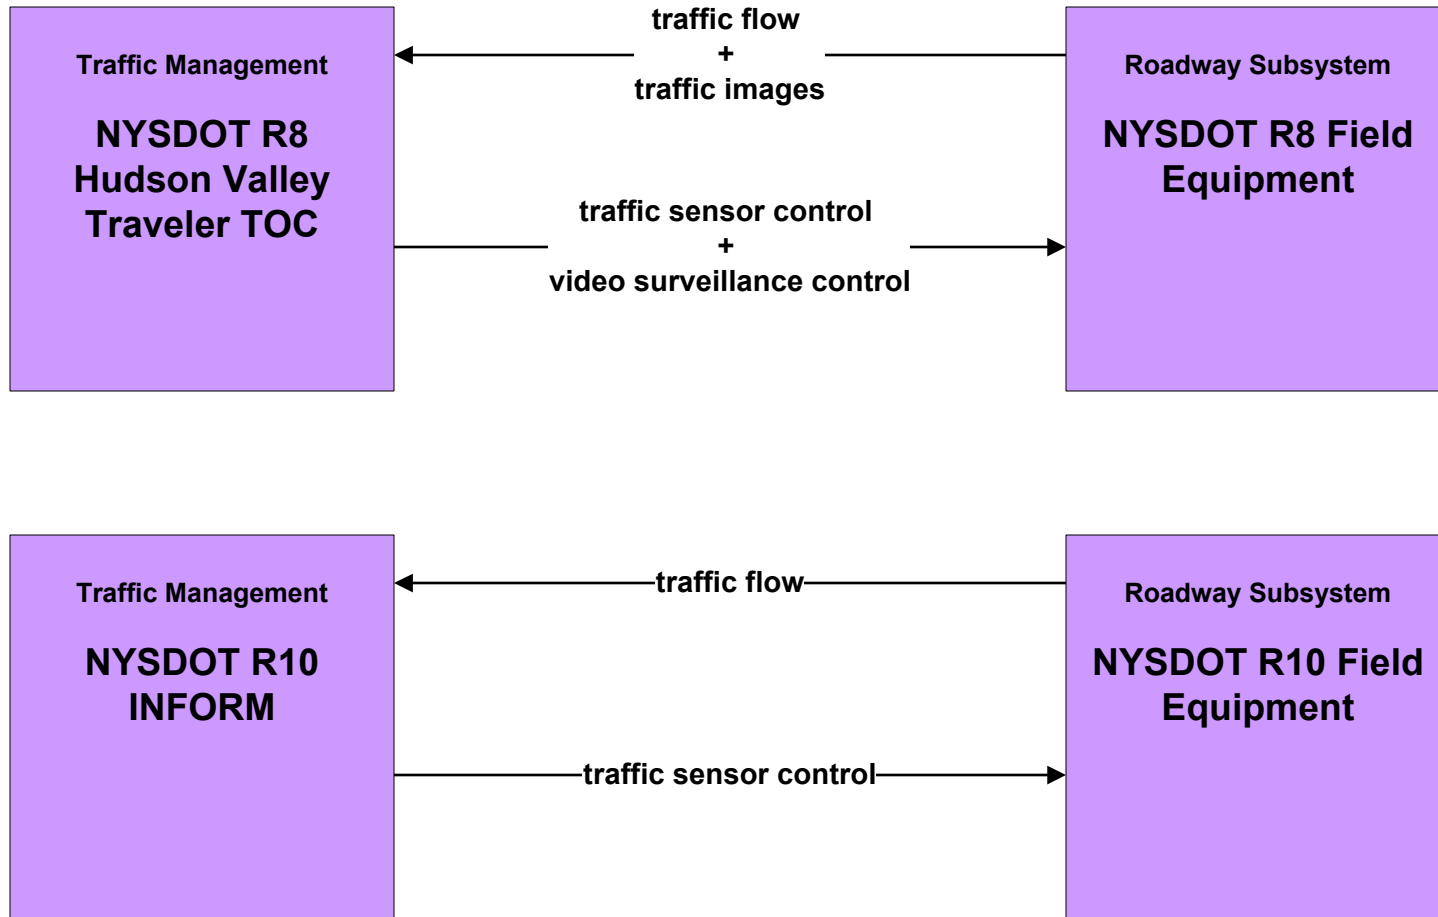 traffic flow
+
traffic images
Traffic Management
NYSDOT R8
Hudson Valley
Traveler TOC
Roadway Subsystem
NYSDOT R8 Field
Equipment
traffic sensor control
+
video surveillance control
Traffic Management
NYSDOT R10
INFORM
traffic flow
Roadway Subsystem
NYSDOT R10 Field
Equipment
traffic sensor control